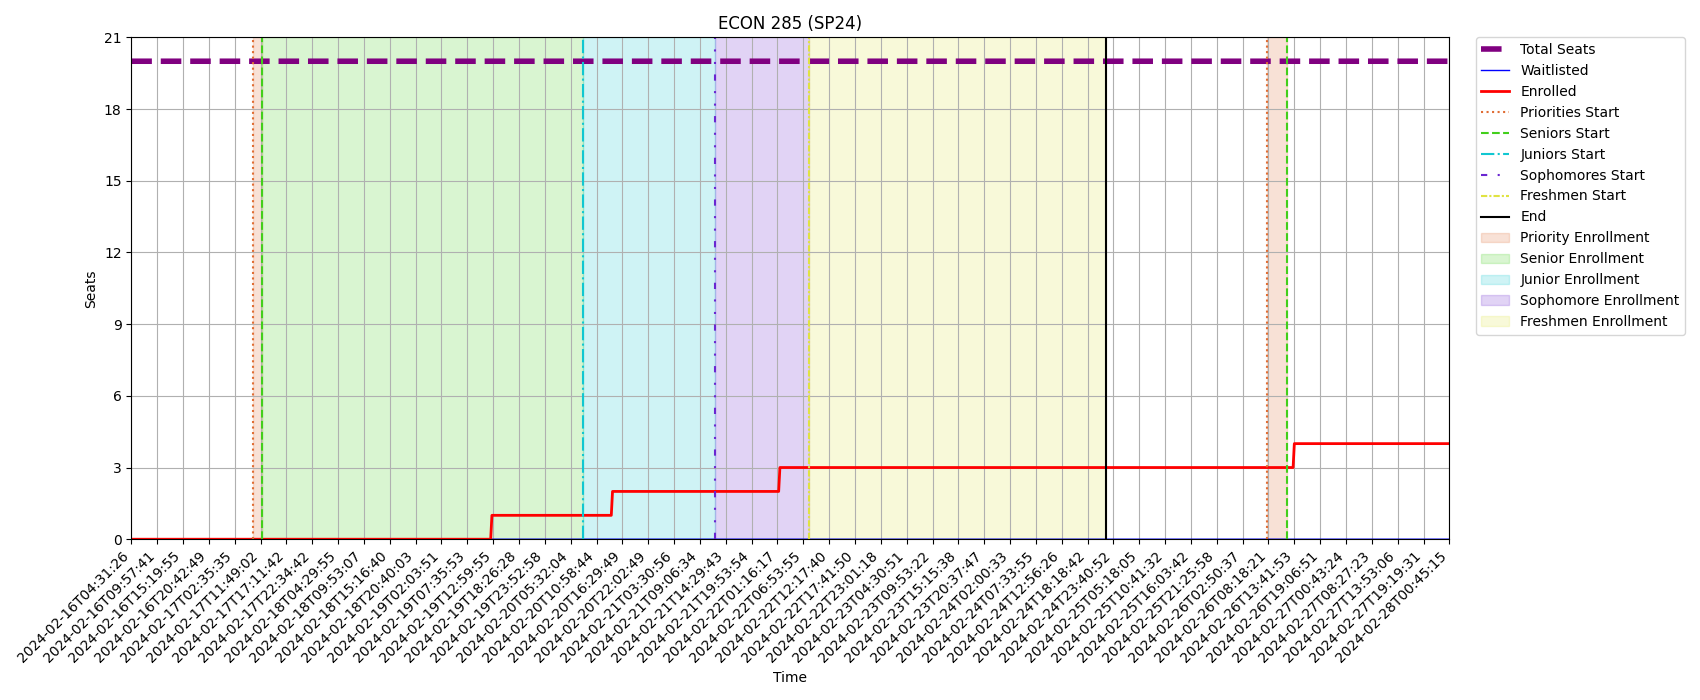 ECON 285 (SP24)
21
18
15
12
9
6
3
0
Seats
2024-02-16T04:31:26
2024-02-16T09:57:41
2024-02-16T15:19:55
2024-02-16T20:42:49
2024-02-17T02:35:35
2024-02-17T11:49:02
2024-02-17T17:11:42
2024-02-17T22:34:42
2024-02-18T04:29:55
2024-02-18T09:53:07
2024-02-18T15:16:40
2024-02-18T20:40:03
2024-02-19T02:03:51
2024-02-19T07:35:53
2024-02-19T12:59:55
2024-02-19T18:26:28
2024-02-19T23:52:58
2024-02-20T05:32:04
2024-02-20T10:58:44
2024-02-20T16:29:49
2024-02-20T22:02:49
2024-02-21T03:30:56
2024-02-21T09:06:34
2024-02-21T14:29:43
2024-02-21T19:53:54
2024-02-22T01:16:17
2024-02-22T06:53:55
2024-02-22T12:17:40
2024-02-22T17:41:50
2024-02-22T23:01:18
2024-02-23T04:30:51
2024-02-23T09:53:22
2024-02-23T15:15:38
2024-02-23T20:37:47
2024-02-24T02:00:33
2024-02-24T07:33:55
2024-02-24T12:56:26
2024-02-24T18:18:42
2024-02-24T23:40:52
2024-02-25T05:18:05
2024-02-25T10:41:32
2024-02-25T16:03:42
2024-02-25T21:25:58
2024-02-26T02:50:37
2024-02-26T08:18:21
2024-02-26T13:41:53
2024-02-26T19:06:51
2024-02-27T00:43:24
2024-02-27T08:27:23
2024-02-27T13:53:06
2024-02-27T19:19:31
2024-02-28T00:45:15
Time
Total Seats
Waitlisted
Enrolled
Priorities Start
Seniors Start
Juniors Start
Sophomores Start
Freshmen Start
End
Priority Enrollment
Senior Enrollment
Junior Enrollment
Sophomore Enrollment
Freshmen Enrollment